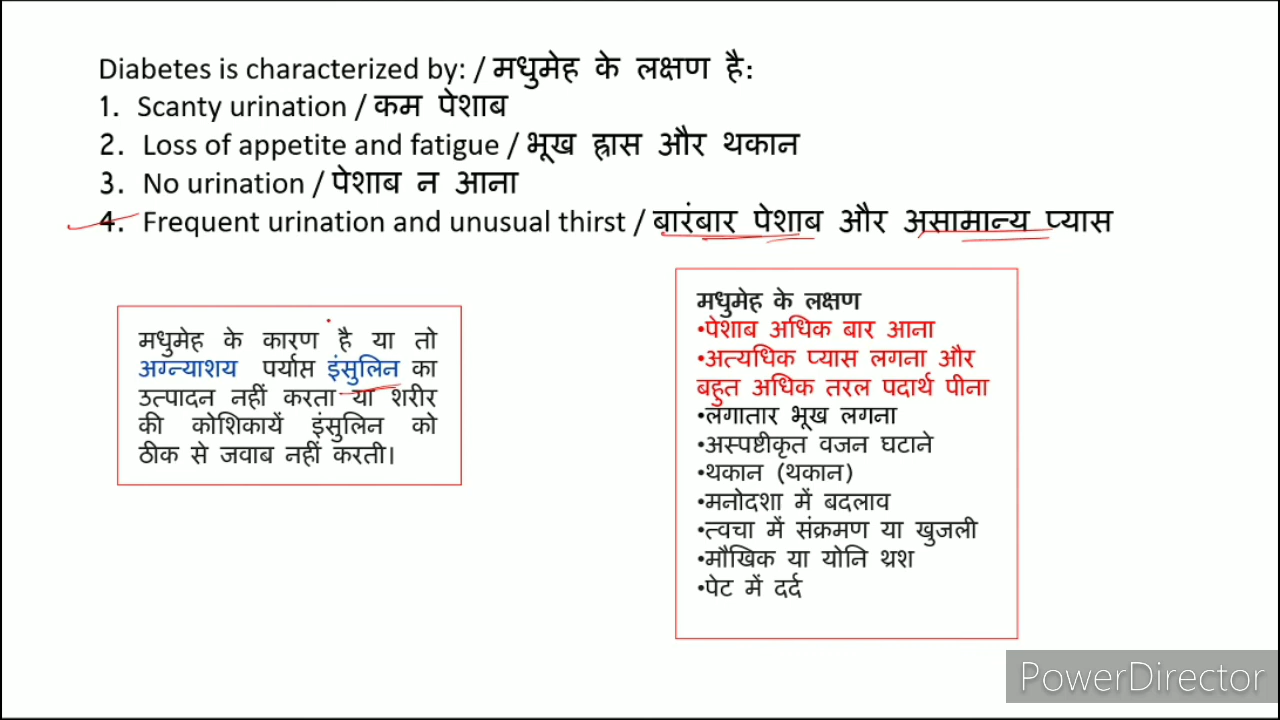 Diabetes is characterized by: / मधुमेह के लक्षण है:
1. Scanty urination / कम पेशाब
2. Loss of appetite and fatigue / भूख ह्रास और थकान
3. No urination / पेशाब न आना
4. Frequent urination and unusual thirst / बारंबार पेशाब और असामान्य प्यास
मधुमेह के कारण है या तो
अग्न्याशय पर्याप्त इंसुलिन का
उत्पादन नहीं करता या शरीर
की कोशिकायें इंसुलिन को
ठीक से जवाब नहीं करती।
मधुमेह के लक्षण
•पेशाब अधिक बार आना
•अत्यधिक प्यास लगना और
बहुत अधिक तरल पदार्थ पीना
•लगातार भूख लगना
•अस्पष्टीकृत वजन घटाने
•थकान (थकान)
•मनोदशा में बदलाव
•त्वचा में संक्रमण या खुजली
•मौखिक या योनि थ्रश
•पेट में दर्द
PowerDirector